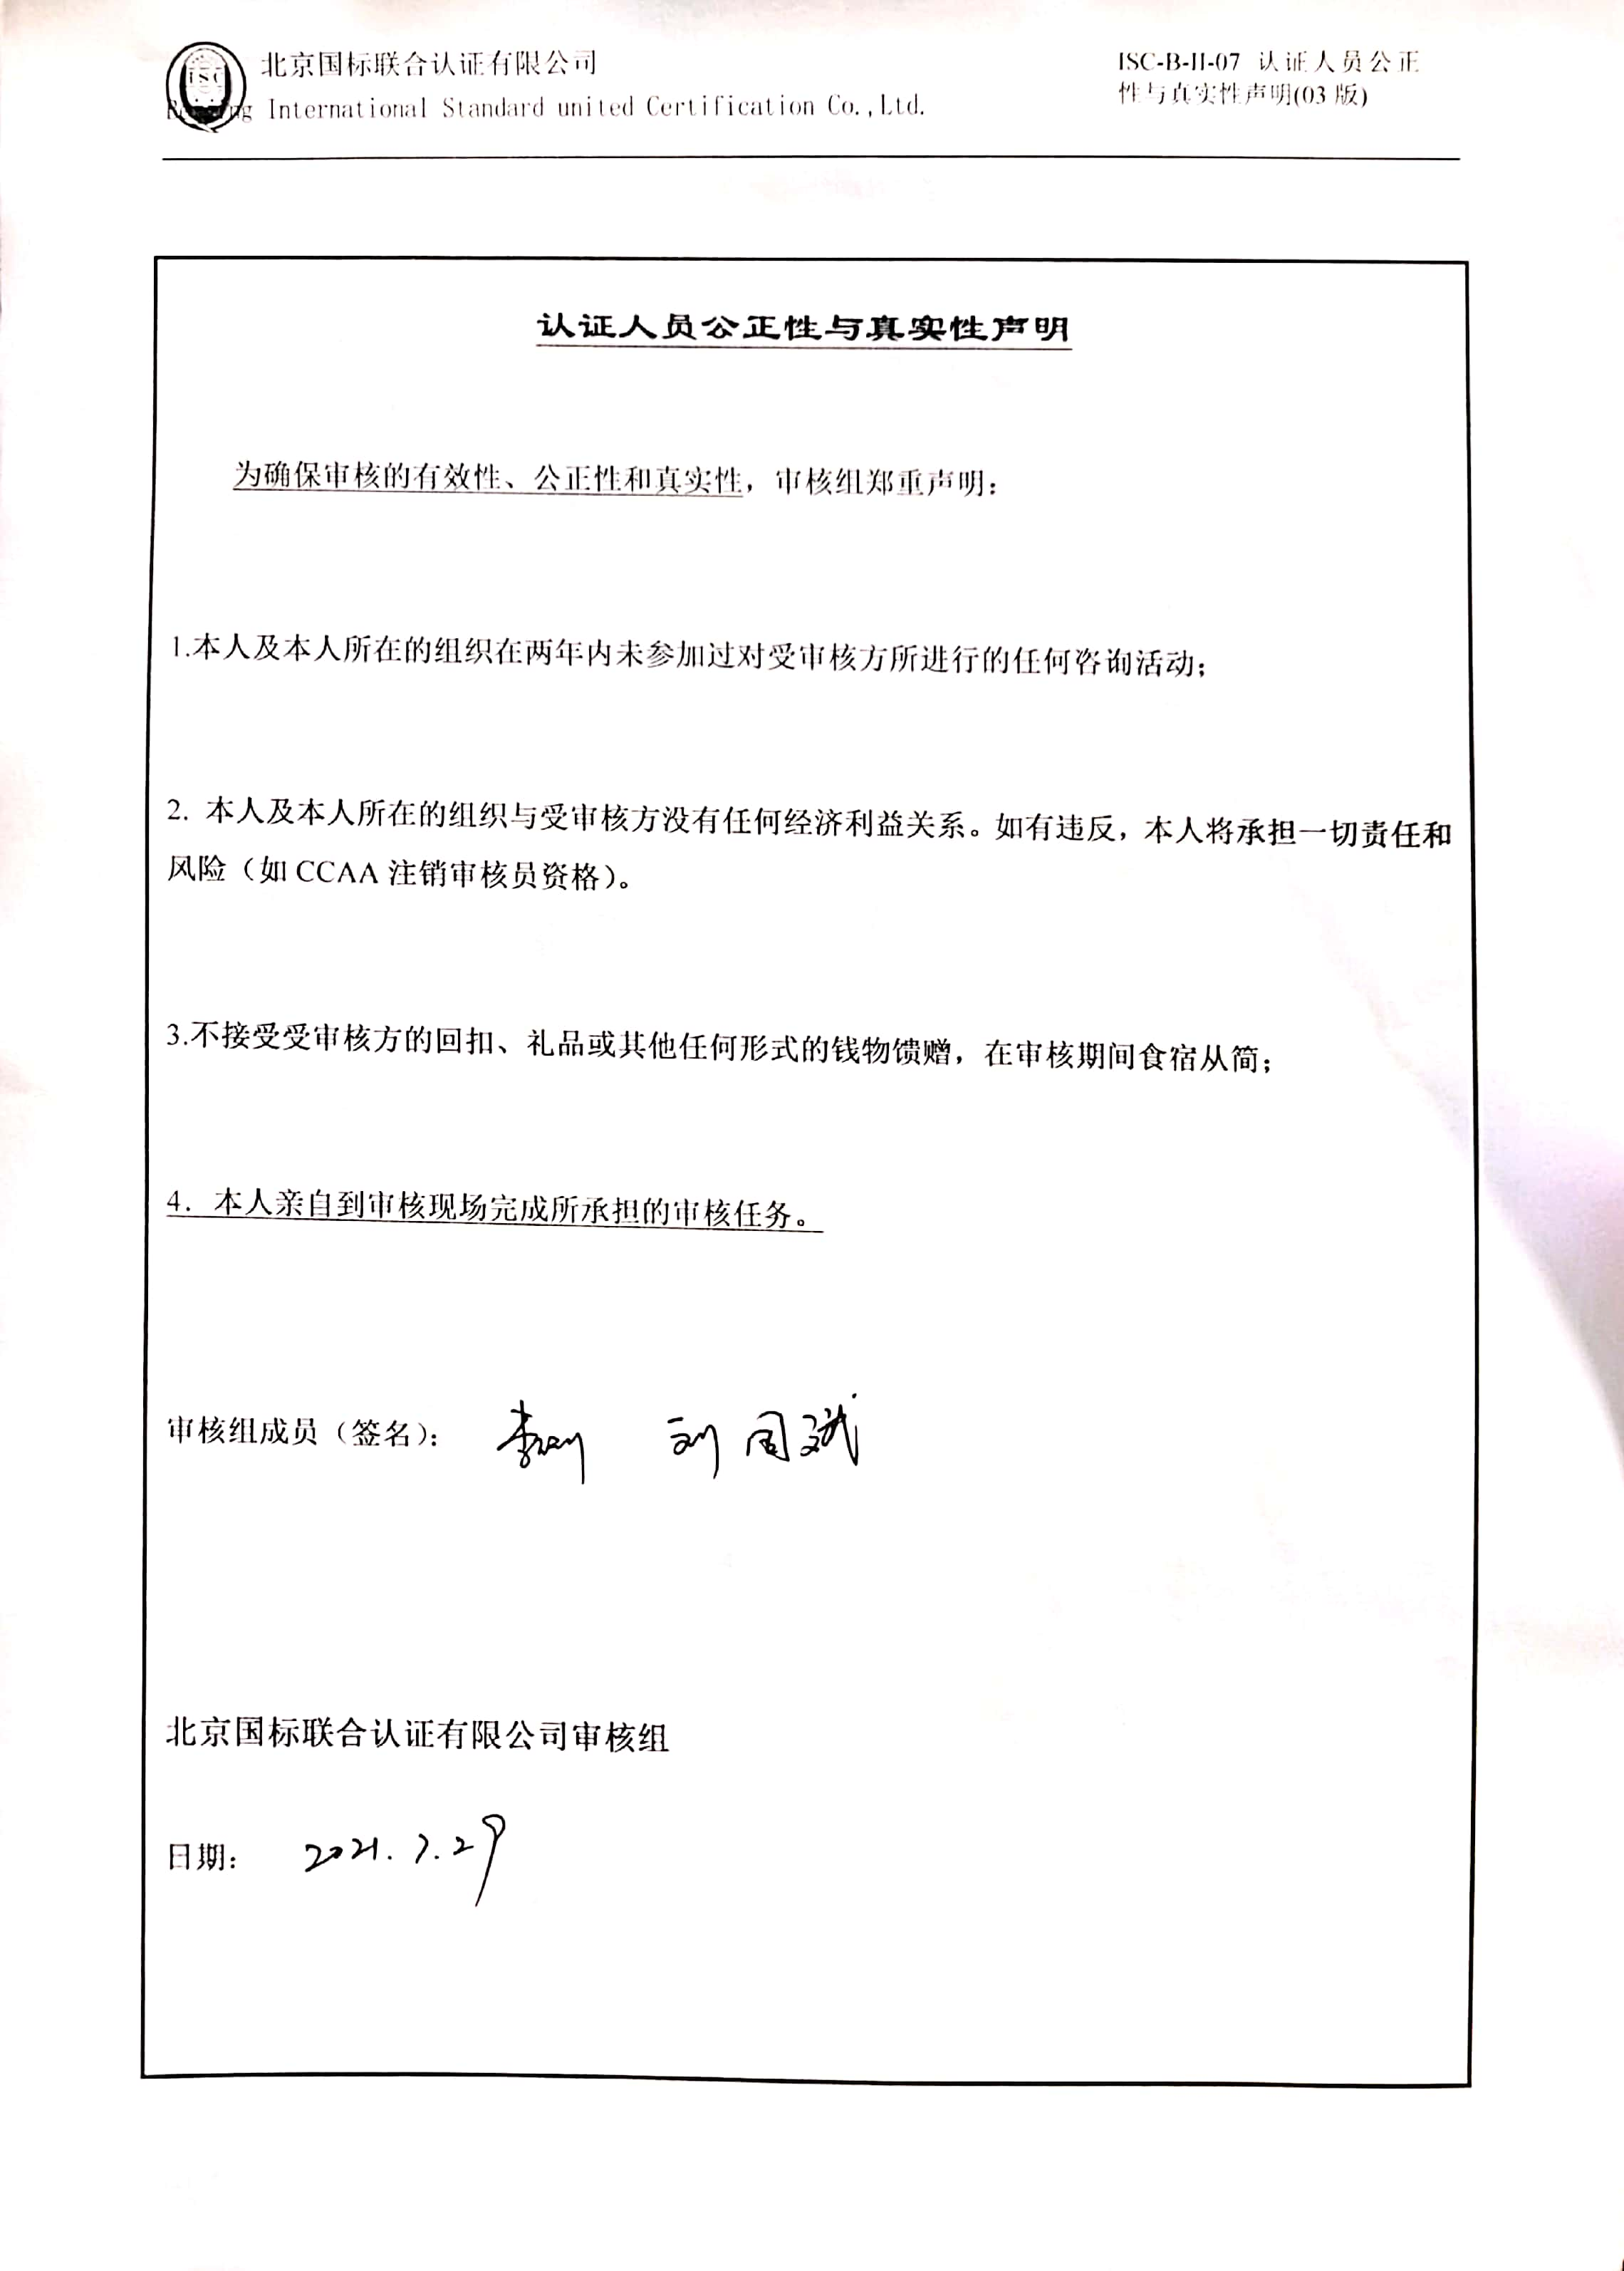 ISC
北京国标联合认证有限公司
International Standard united Certification Co.,Ltd.
ISC-B-II-07 认证人员公正
性与真实性声明(03 版)
认证人员公正性与真实性声明
为确保审核的有效性、公正性和真实性，审核组郑重声明：
1.本人及本人所在的组织在两年内未参加过对受审核方所进行的任何咨询活动；
2. 本人及本人所在的组织与受审核方没有任何经济利益关系。如有违反，本人将承担一切责任和
风险（如 CCAA 注销审核员资格）。
3.不接受受审核方的回扣、礼品或其他任何形式的钱物馈赠，在审核期间食宿从简；
4. 本人亲自到审核现场完成所承担的审核任务。
审核组成员（签名）：
北京国标联合认证有限公司审核组
日期： 2021.7.29